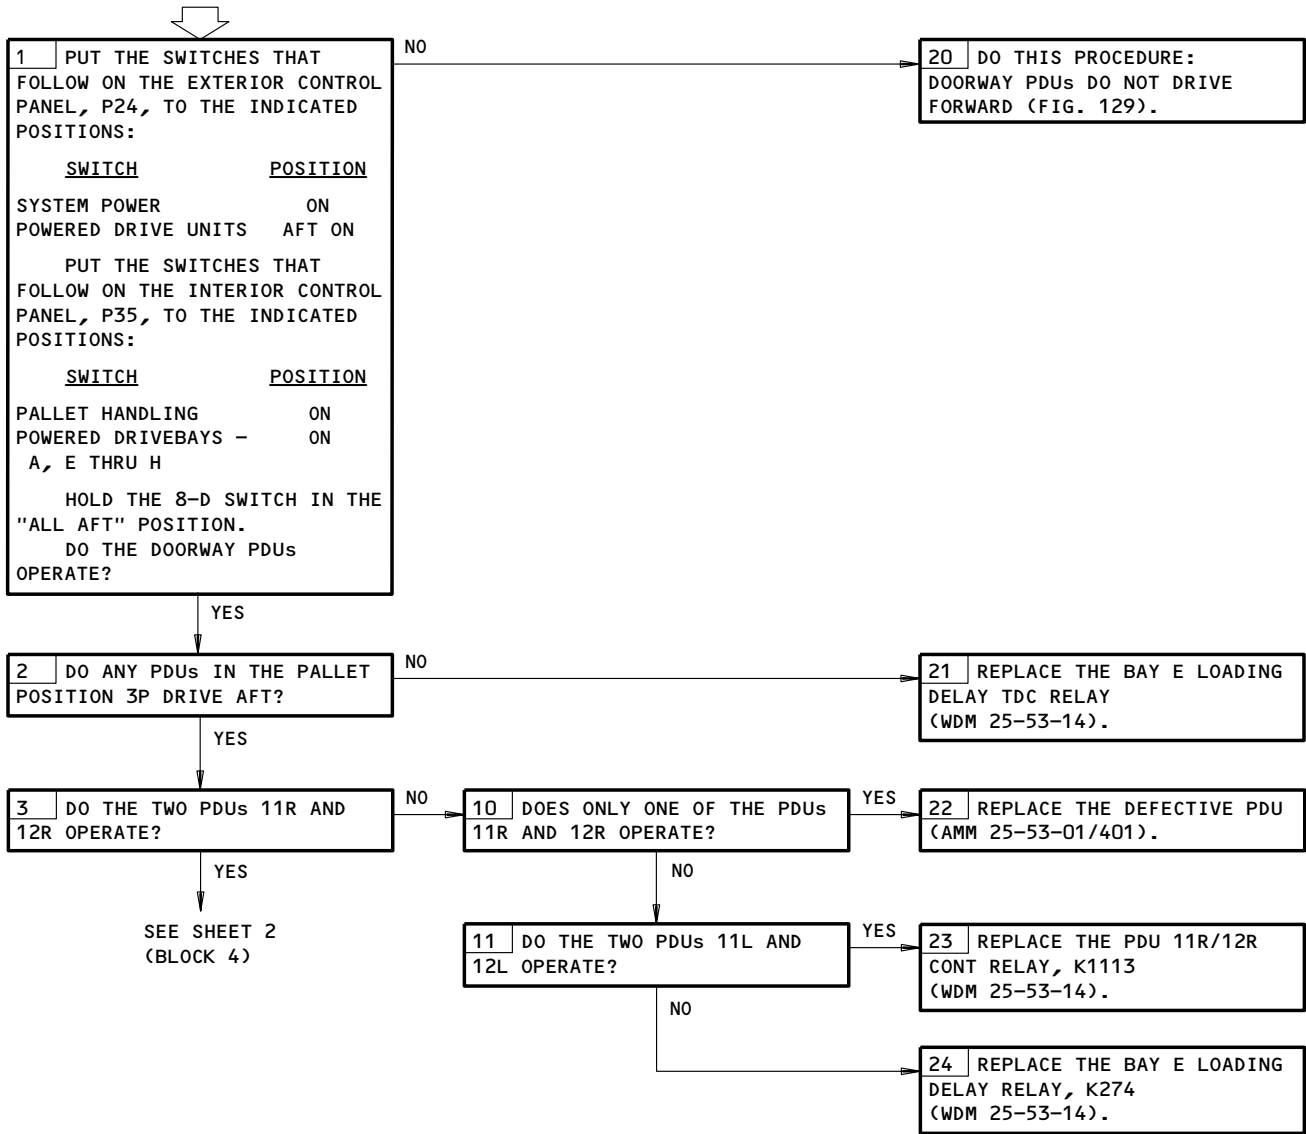 1 PUT THE SWITCHES THAT
FOLLOW ON THE EXTERIOR CONTROL
PANEL, P24, TO THE INDICATED
POSITIONS:
SWITCH POSITION
SYSTEM POWER ON
POWERED DRIVE UNITS AFT ON
PUT THE SWITCHES THAT
FOLLOW ON THE INTERIOR CONTROL
PANEL, P35, TO THE INDICATED
POSITIONS:
SWITCH POSITION
PALLET HANDLING ON
POWERED DRIVEBAYS – ON
A, E THRU H
HOLD THE 8-D SWITCH IN THE
"ALL AFT" POSITION.
DO THE DOORWAY PDUs
OPERATE?
NO
20 DO THIS PROCEDURE:
DOORWAY PDUs DO NOT DRIVE
FORWARD (FIG. 129).
YES
2 DO ANY PDUs IN THE PALLET
POSITION 3P DRIVE AFT?
NO
21 REPLACE THE BAY E LOADING
DELAY TDC RELAY
(WDM 25-53-14).
YES
3 DO THE TWO PDUs 11R AND
12R OPERATE?
NO
10 DOES ONLY ONE OF THE PDUs
11R AND 12R OPERATE?
YES
22 REPLACE THE DEFECTIVE PDU
(AMM 25-53-01/401).
YES
SEE SHEET 2
(BLOCK 4)
NO
11 DO THE TWO PDUs 11L AND
12L OPERATE?
YES
23 REPLACE THE PDU 11R/12R
CONT RELAY, K1113
(WDM 25-53-14).
NO
24 REPLACE THE BAY E LOADING
DELAY RELAY, K274
(WDM 25-53-14).